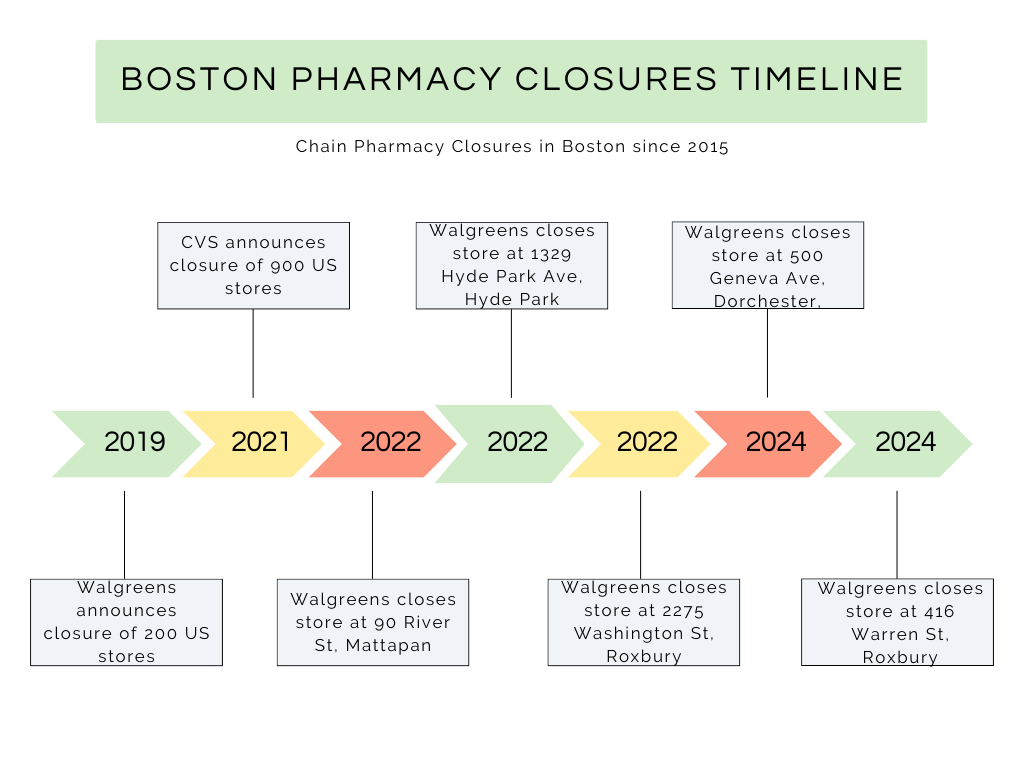 BOSTON PHARMACY CLOSURES TIMELINE
Chain Pharmacy Closures in Boston since 2015
CVS announces
closure of 900 US
stores
Walgreens closes
store at 1329
Hyde Park Ave,
Hyde Park
Walgreens closes
store at 500
Geneva Ave,
Dorchester,
2019
2021
2022
2022
2022
2024
2024
Walgreens
announces
closure of 200 US
stores
Walgreens closes
store at 90 River
St, Mattapan
Walgreens closes
store at 2275
Washington St,
Roxbury
Walgreens closes
store at 416
Warren St,
Roxbury